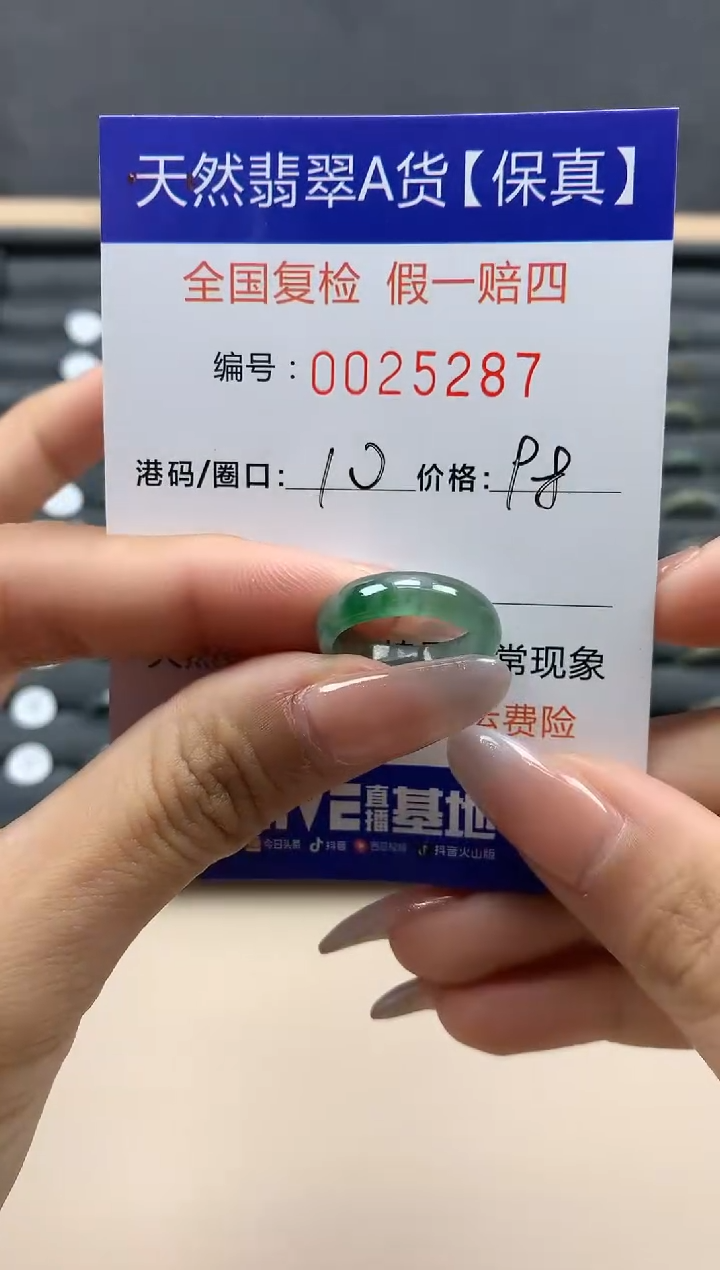 天然翡翠A货【保真】
全国复检 假一赔四
编号：0025287
港码/圈口：10 价格：98
常现象
费险
直播基地
今日头条 抖音 西瓜视频 抖音火山版